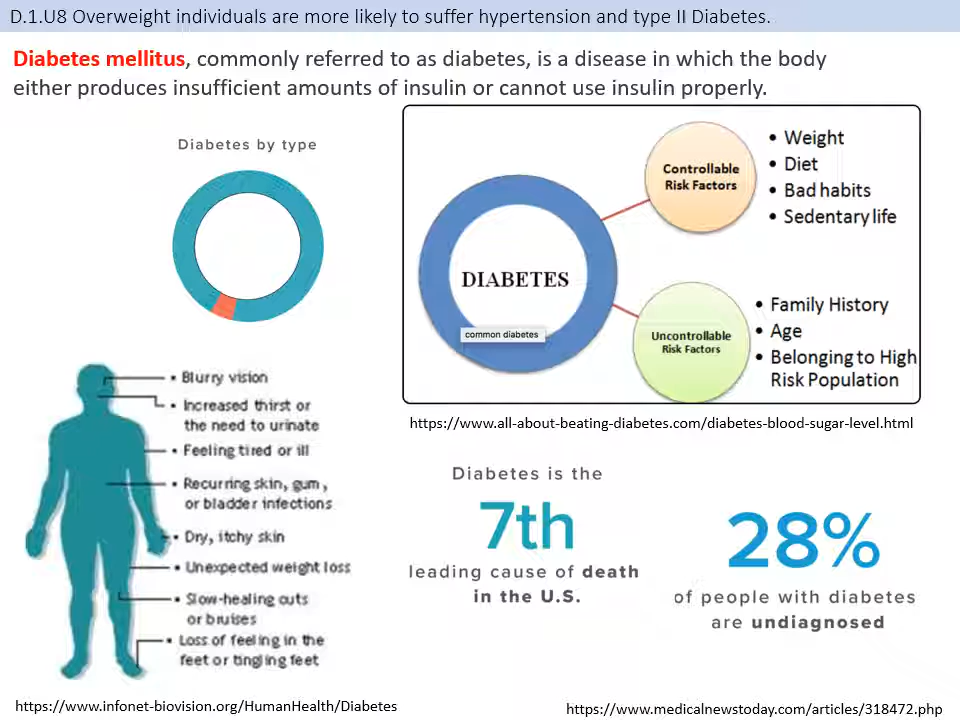 D.1.U8 Overweight individuals are more likely to suffer hypertension and type II Diabetes.
Diabetes mellitus, commonly referred to as diabetes, is a disease in which the body
either produces insufficient amounts of insulin or cannot use insulin properly.
Diabetes by type
DIABETES
common diabetes
Controllable
Risk Factors
• Weight
• Diet
• Bad habits
• Sedentary life
Uncontrollable
Risk Factors
• Family History
• Age
• Belonging to High
Risk Population
https://www.all-about-beating-diabetes.com/diabetes-blood-sugar-level.html
• Blurry vision
• Increased thirst or
the need to urinate
• Feeling tired or ill
• Recurring skin, gum,
or bladder infections
• Dry, itchy skin
• Unexpected weight loss
• Slow-healing cuts
or bruises
• Loss of feeling in the
feet or tingling feet
Diabetes is the
7th
leading cause of death
in the U.S.
28%
of people with diabetes
are undiagnosed
https://www.infonet-biovision.org/HumanHealth/Diabetes
https://www.medicalnewstoday.com/articles/318472.php